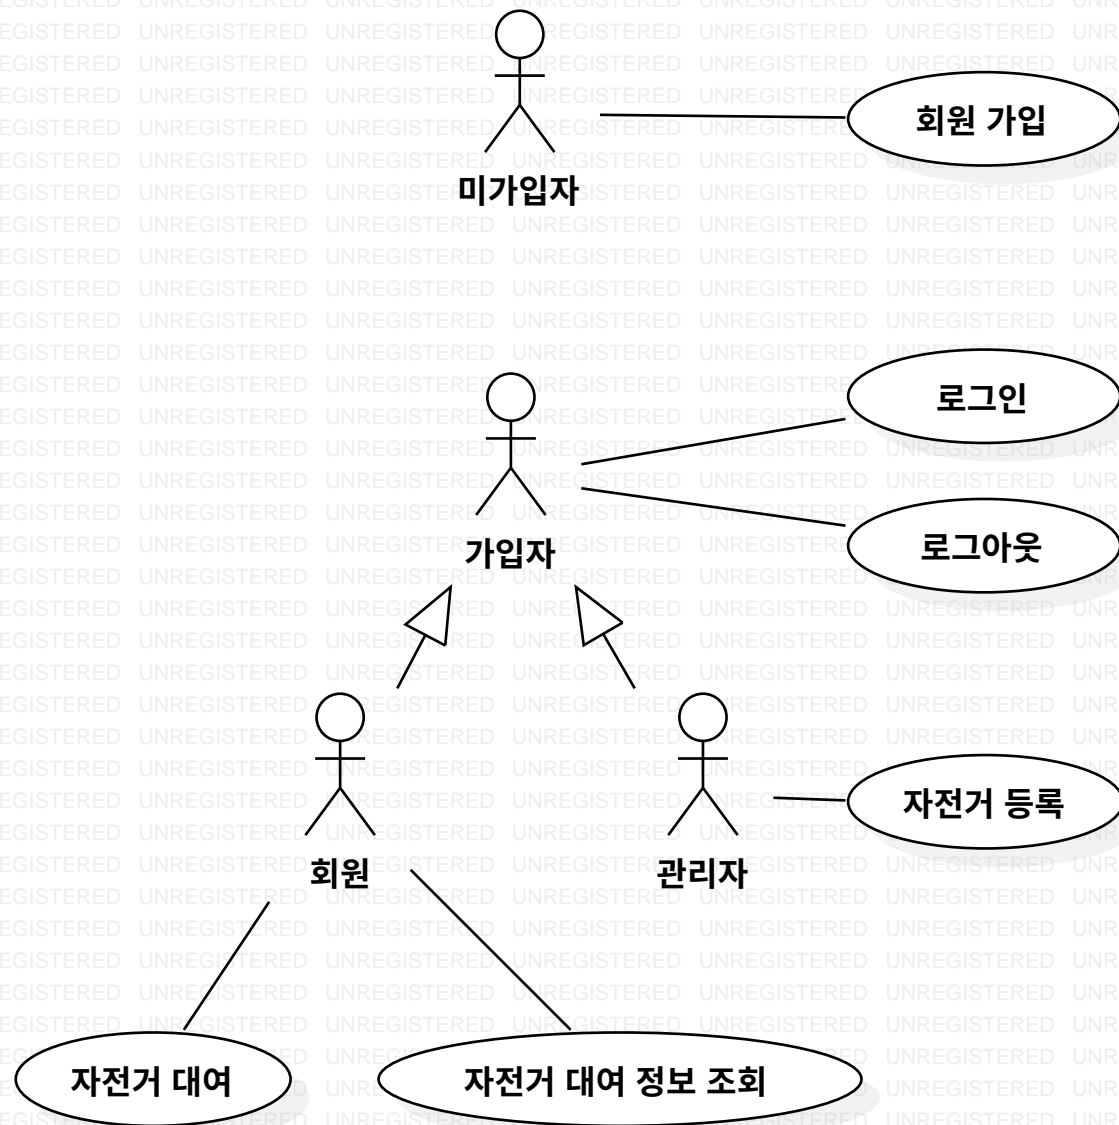 회원 가입
미가입자
로그인
로그아웃
가입자
자전거 등록
회원
관리자
자전거 대여
자전거 대여 정보 조회
UNREGISTERED